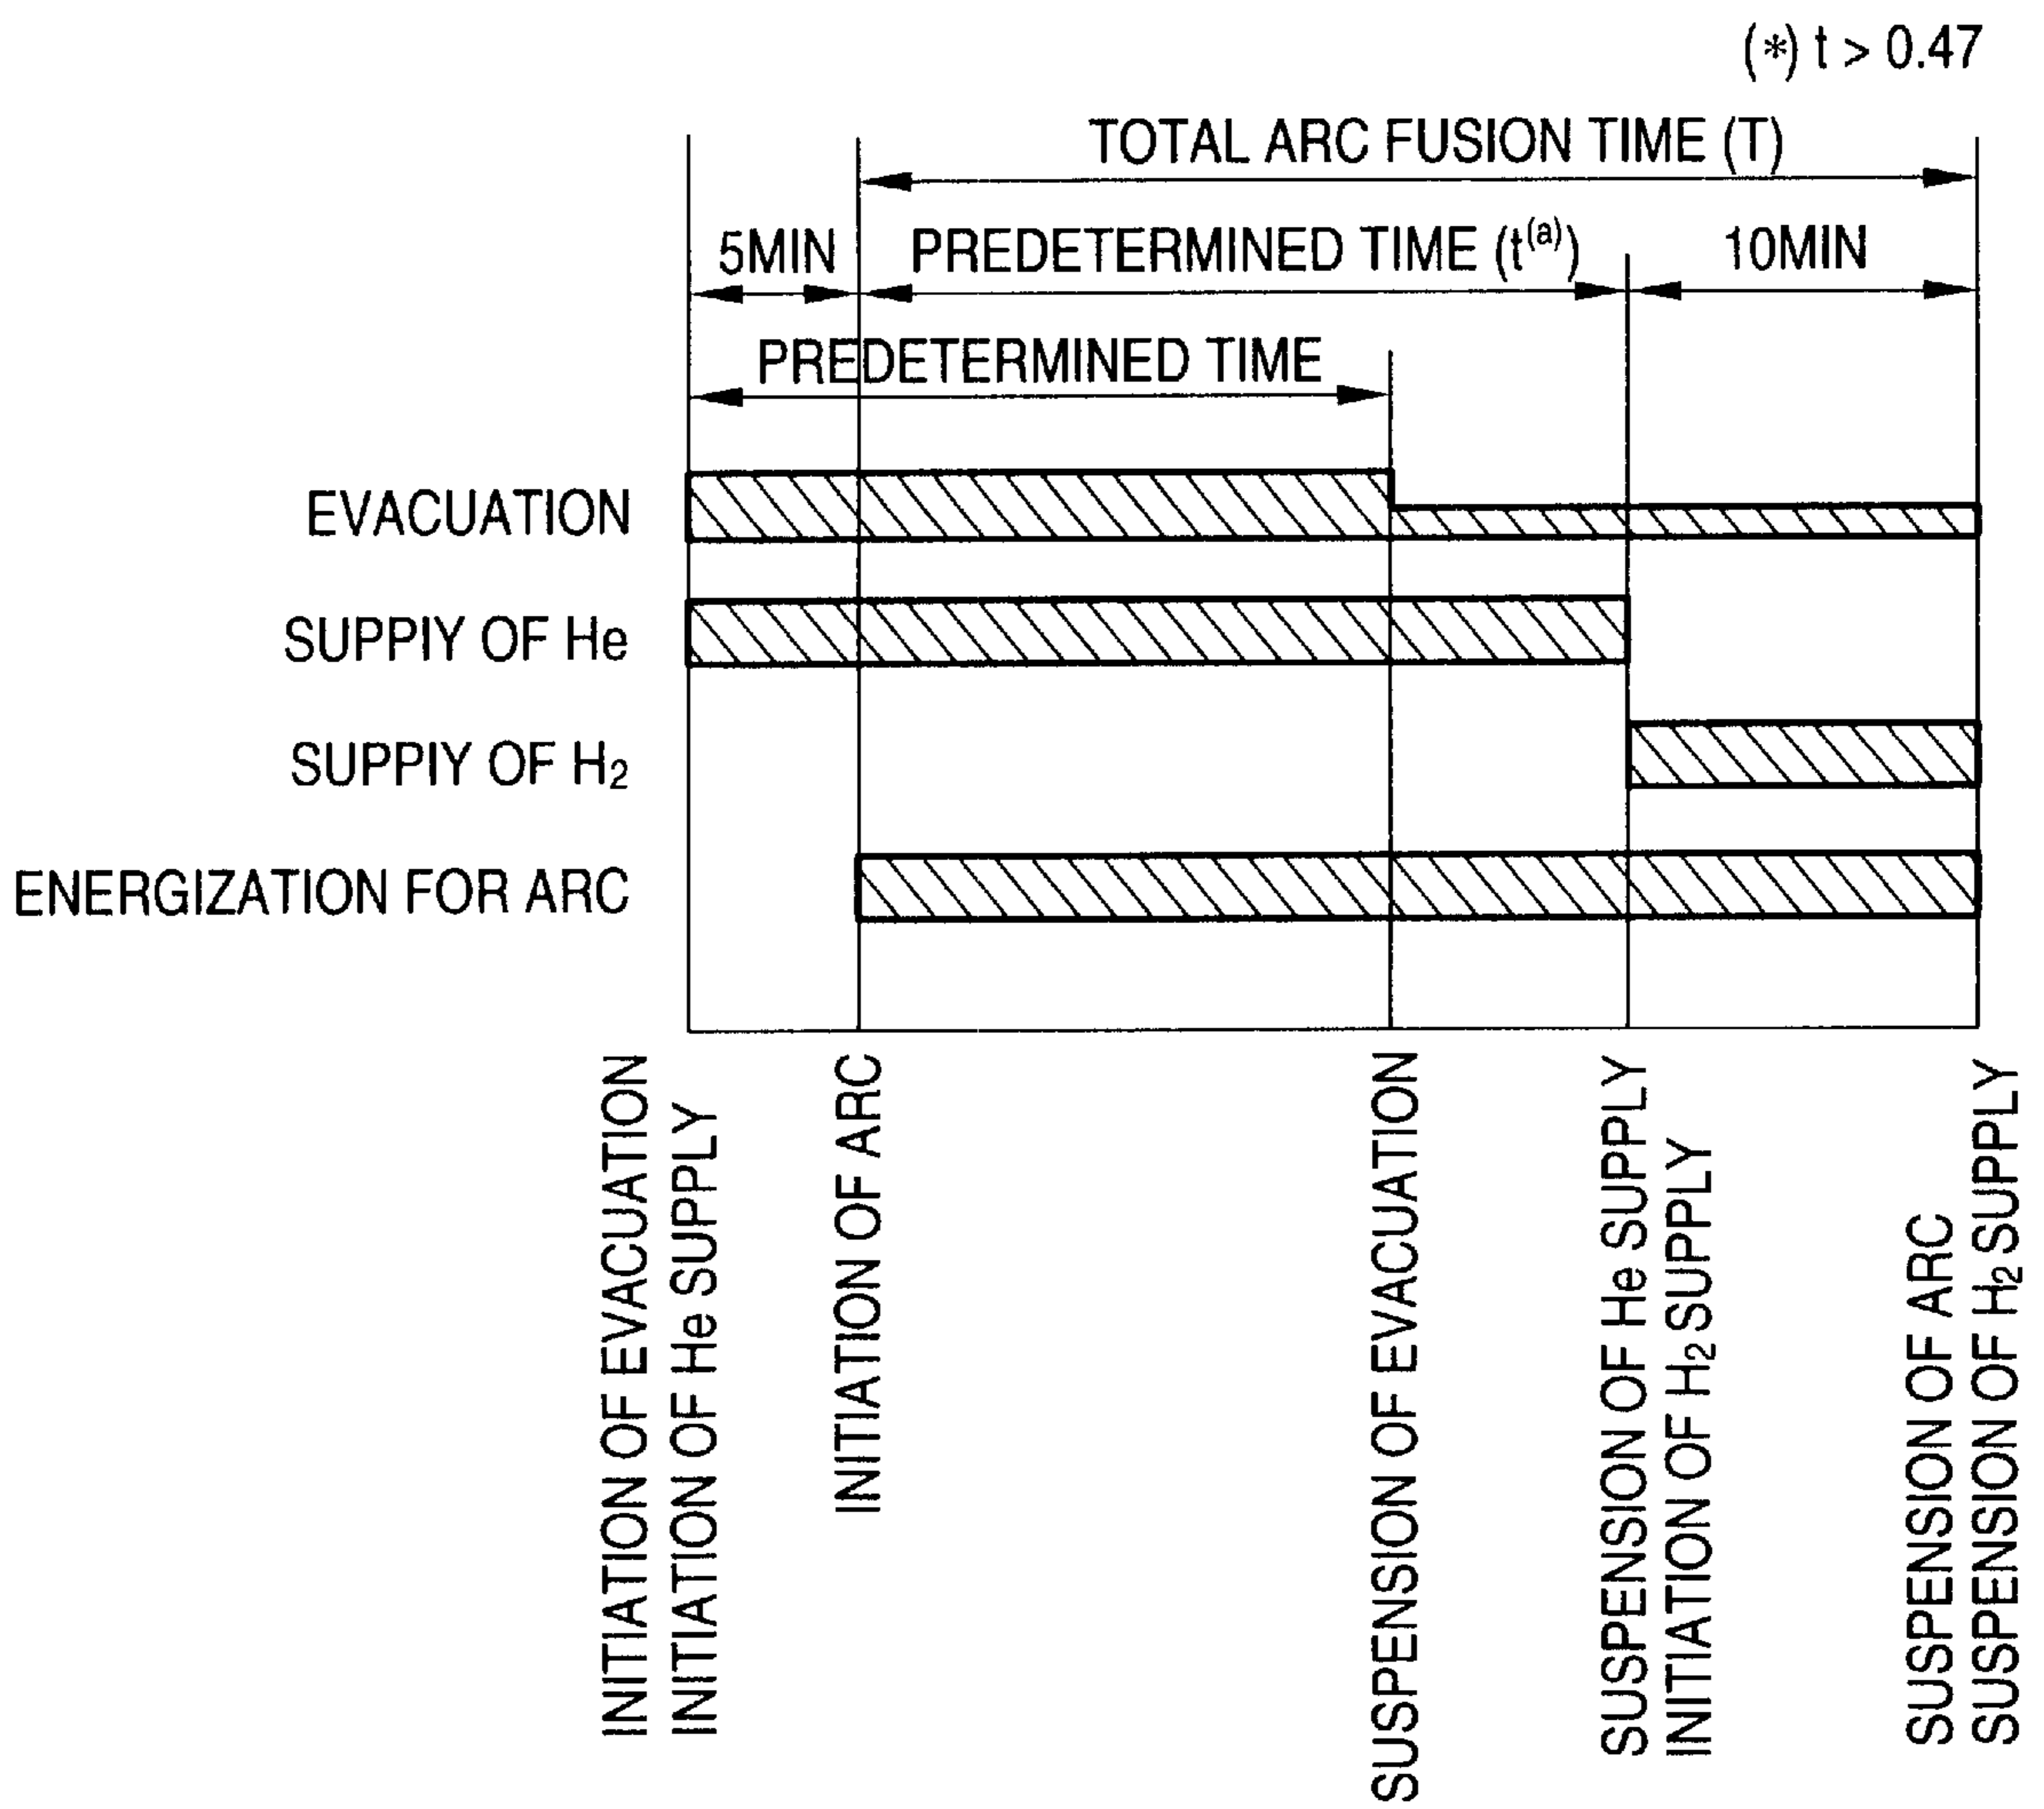 (*) t > 0.47
TOTAL ARC FUSION TIME (T)
5MIN
PREDETERMINED TIME (t(a))
10MIN
PREDETERMINED TIME
EVACUATION
SUPPIY OF He
SUPPIY OF H₂
ENERGIZATION FOR ARC
INITIATION OF EVACUATION
INITIATION OF He SUPPLY
INITIATION OF ARC
SUSPENSION OF EVACUATION
SUSPENSION OF He SUPPLY
INITIATION OF H₂ SUPPLY
SUSPENSION OF ARC
SUSPENSION OF H₂ SUPPLY